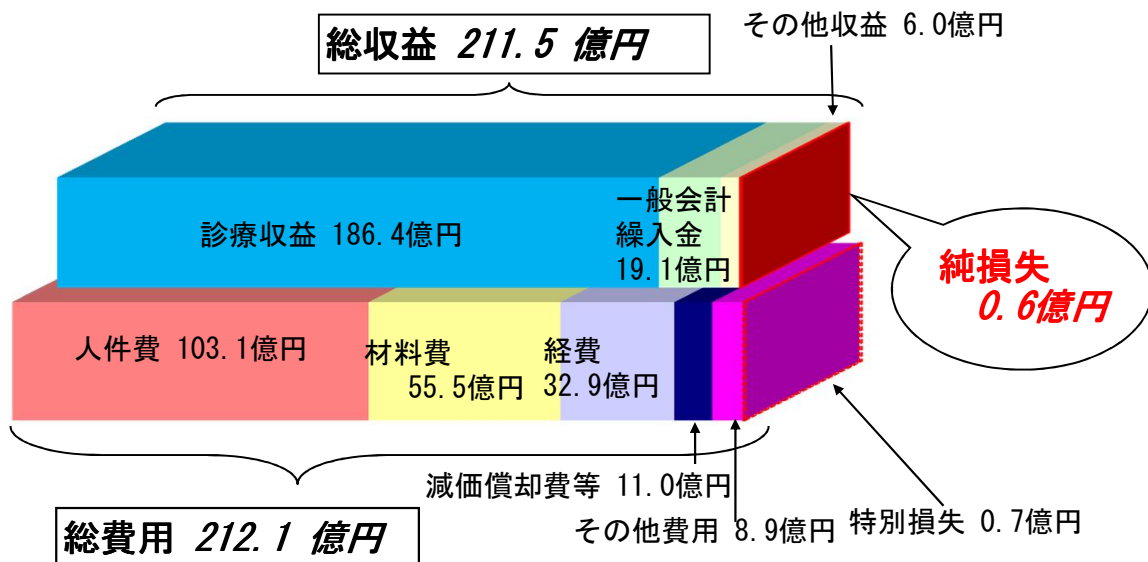 その他収益 6.0億円
総収益 211.5 億円
一般会計
繰入金
19.1億円
診療収益 186.4億円
純損失
0.6億円
人件費 103.1億円
材料費
55.5億円
経費
32.9億円
減価償却費等 11.0億円
その他費用 8.9億円
特別損失 0.7億円
総費用 212.1 億円